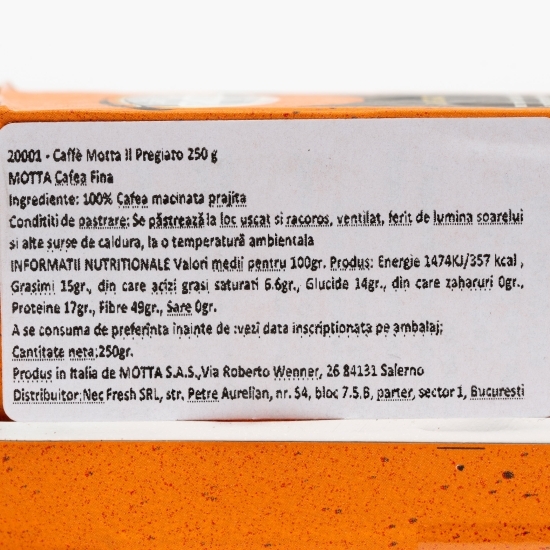 20001 - Caffè Motta Il Pregiato 250 g
MOTTA Cafea Fina
Ingrediente: 100% Cafea macinata prajita
Condititi de pastrare: Se păstrează la loc uscat si racoros, ventilat, ferit de lumina soarelui
si alte surse de caldura, la o temperatură ambientala
INFORMATII NUTRITIONALE Valori medii pentru 100gr. Produs: Energie 1474KJ/357 kcal ,
Grasimi 15gr., din care acizi grasi saturati 6.6gr., Glucide 14gr., din care zaharuri 0gr.,
Proteine 17gr., Fibre 49gr., Sare 0gr.
A se consuma de preferinta inainte de :vezi data inscriptionata pe ambalaj;
Cantitate neta:250gr.
Produs in Italia de MOTTA S.A.S.,Via Roberto Wenner, 26 84131 Salerno
Distribuitor:Nec Fresh SRL, str. Petre Aurelian, nr. 54, bloc 7.5.B, parter, sector 1, Bucuresti